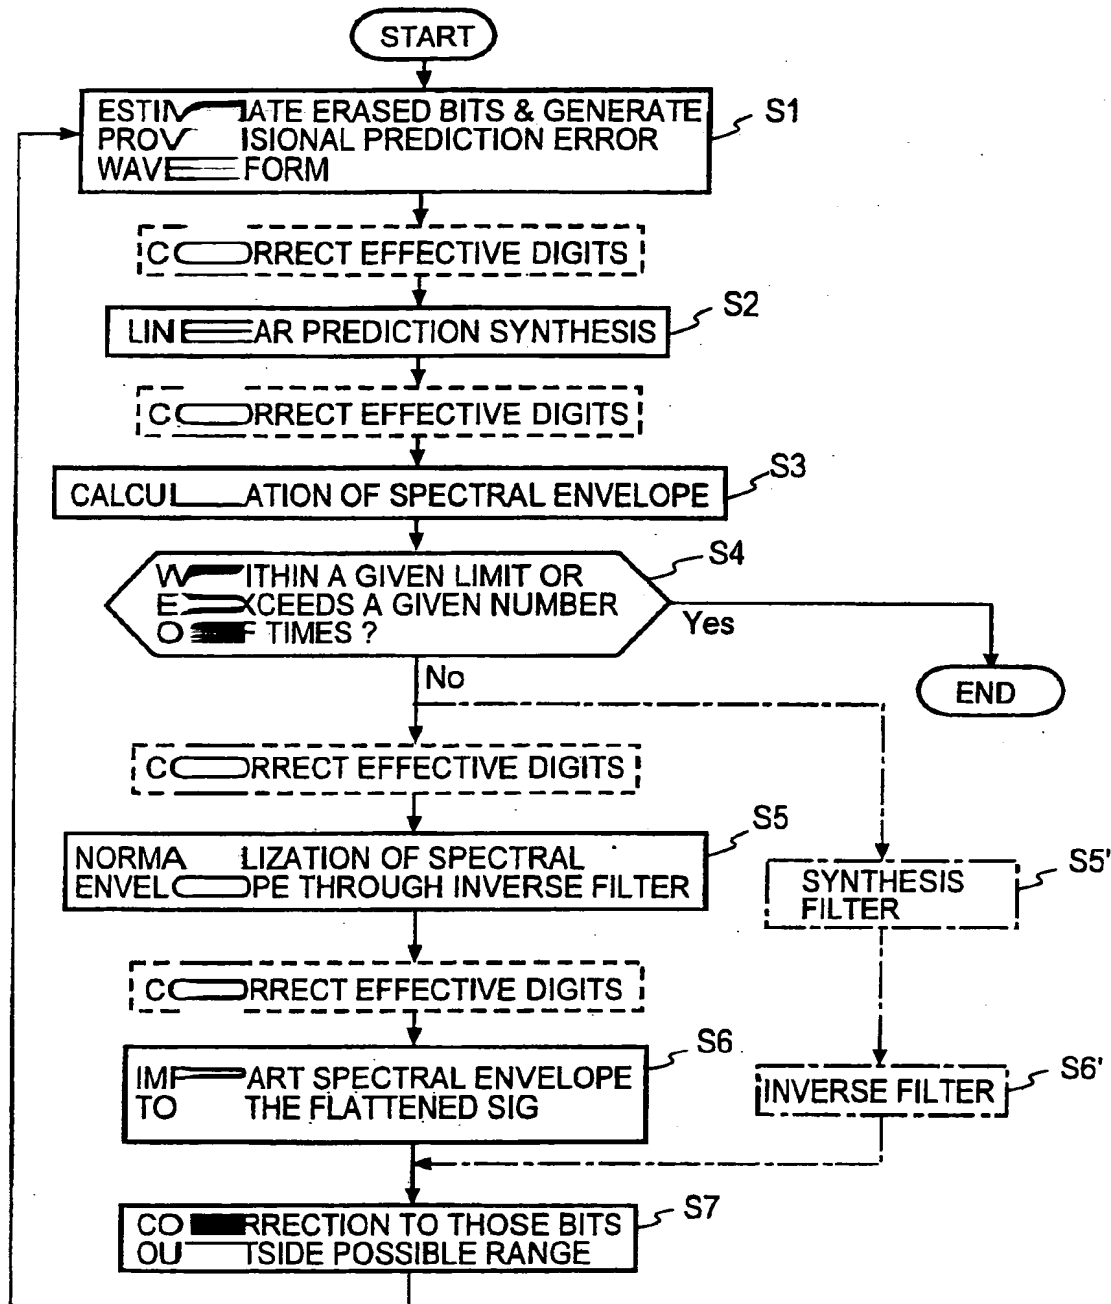 START
ESTIMATE ERASED BITS & GENERATE
PROVISIONAL PREDICTION ERROR
WAVEFORM
S1
CORRECT EFFECTIVE DIGITS
S2
LINEAR PREDICTION SYNTHESIS
CORRECT EFFECTIVE DIGITS
S3
CALCULATION OF SPECTRAL ENVELOPE
S4
WITHIN A GIVEN LIMIT OR
EXCEEDS A GIVEN NUMBER
OF TIMES ?
Yes
No
END
CORRECT EFFECTIVE DIGITS
S5
NORMALIZATION OF SPECTRAL
ENVELOPE THROUGH INVERSE FILTER
S5'
SYNTHESIS
FILTER
CORRECT EFFECTIVE DIGITS
S6
IMPART SPECTRAL ENVELOPE
TO THE FLATTENED SIG
S6'
INVERSE FILTER
S7
CORRECTION TO THOSE BITS
OUTSIDE POSSIBLE RANGE